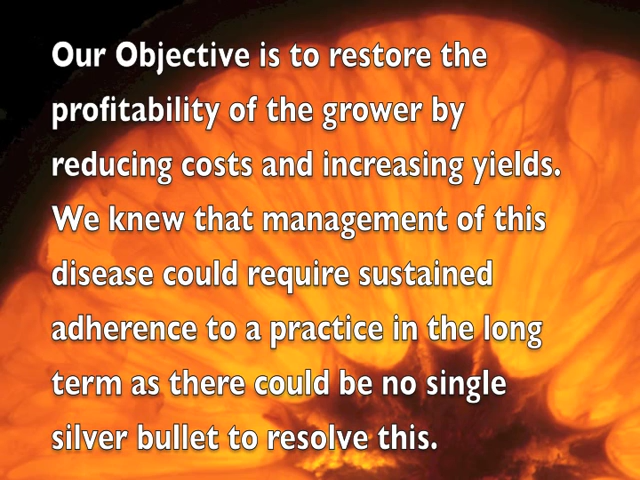 Our Objective is to restore the
profitability of the grower by
reducing costs and increasing yields.
We knew that management of this
disease could require sustained
adherence to a practice in the long
term as there could be no single
silver bullet to resolve this.